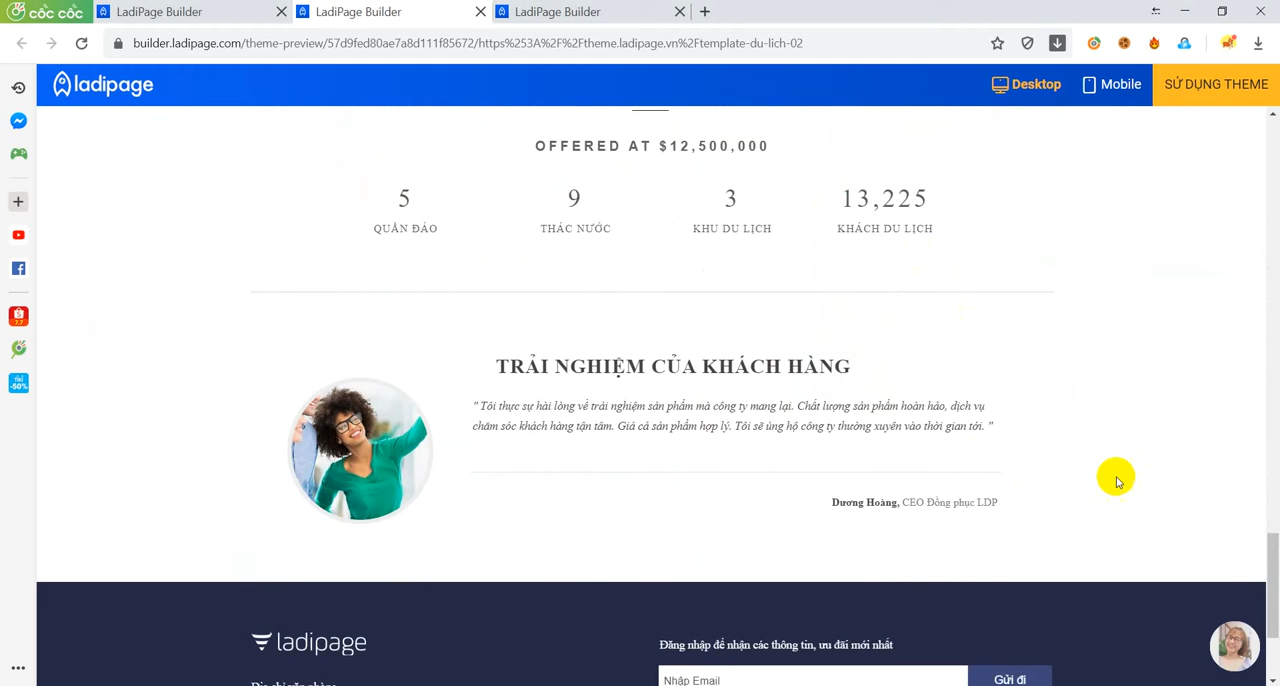 cốc cốc
LadiPage Builder
LadiPage Builder
LadiPage Builder
builder.ladipage.com/theme-preview/57d9fed80ae7a8d111f85672/https%253A%2F%2Ftheme.ladipage.vn%2Ftemplate-du-lich-02
ladipage
Desktop
Mobile
SỬ DỤNG THEME
OFFERED AT $12,500,000
5 9 3 13,225
QUẦN ĐẢO THÁC NƯỚC KHU DU LỊCH KHÁCH DU LỊCH
7.7
TIKI
-50%
TRẢI NGHIỆM CỦA KHÁCH HÀNG
" Tôi thực sự hài lòng về trải nghiệm sản phẩm mà công ty mang lại. Chất lượng sản phẩm hoàn hảo, dịch vụ
chăm sóc khách hàng tận tâm. Giá cả sản phẩm hợp lý. Tôi sẽ ủng hộ công ty thường xuyên vào thời gian tới. "
Dương Hoàng, CEO Đồng phục LDP
ladipage
Đăng nhập để nhận các thông tin, ưu đãi mới nhất
Nhập Email
Gửi đi